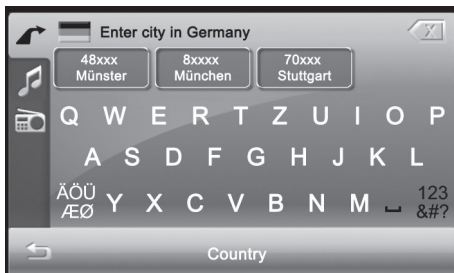 Enter city in Germany
48xxx 8xxxx 70xxx
Münster München Stuttgart
Q W E R T Z U I O P
A S D F G H J K L
ÄÖÜ
ÆØ Y X C V B N M 123
&#?
Country